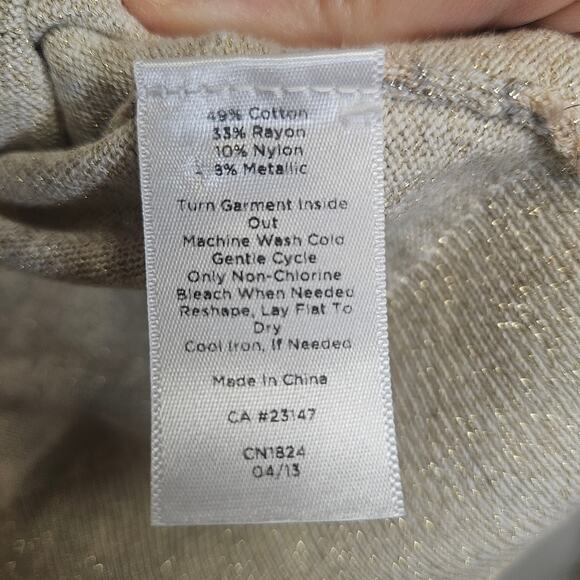 49% Cotton
33% Rayon
10% Nylon
8% Metallic
Turn Garment Inside
Out
Machine Wash Cold
Gentle Cycle
Only Non-Chlorine
Bleach When Needed
Reshape, Lay Flat To
Dry
Cool Iron, If Needed
Made In China
CA #23147
CN1824
04/13